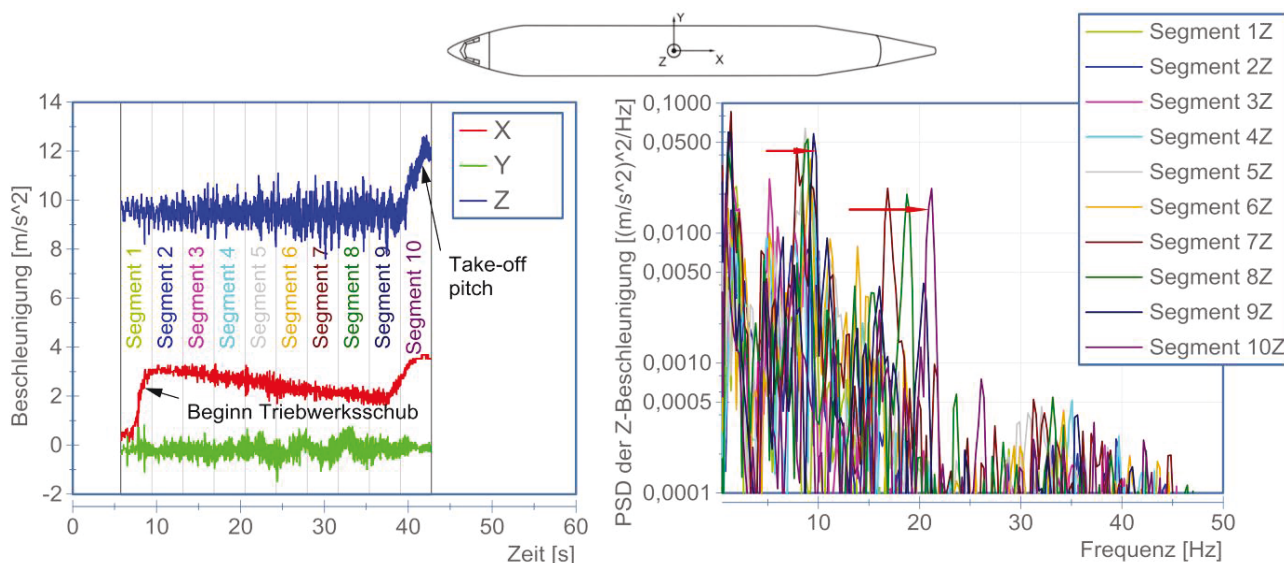 Y
Z
X
14
12
10
8
6
4
2
0
-2
Beschleunigung [m/s^2]
X
Y
Z
Take-off
pitch
Segment 1
Segment 2
Segment 3
Segment 4
Segment 5
Segment 6
Segment 7
Segment 8
Segment 9
Segment 10
Beginn Triebwerksschub
0
10
20
30
40
50
60
Zeit [s]
0,1000
0,0500
0,0100
0,0050
0,0010
0,0005
0,0001
PSD der Z-Beschleunigung [(m/s^2)^2/Hz]
10
20
30
40
50
Frequenz [Hz]
Segment 1Z
Segment 2Z
Segment 3Z
Segment 4Z
Segment 5Z
Segment 6Z
Segment 7Z
Segment 8Z
Segment 9Z
Segment 10Z